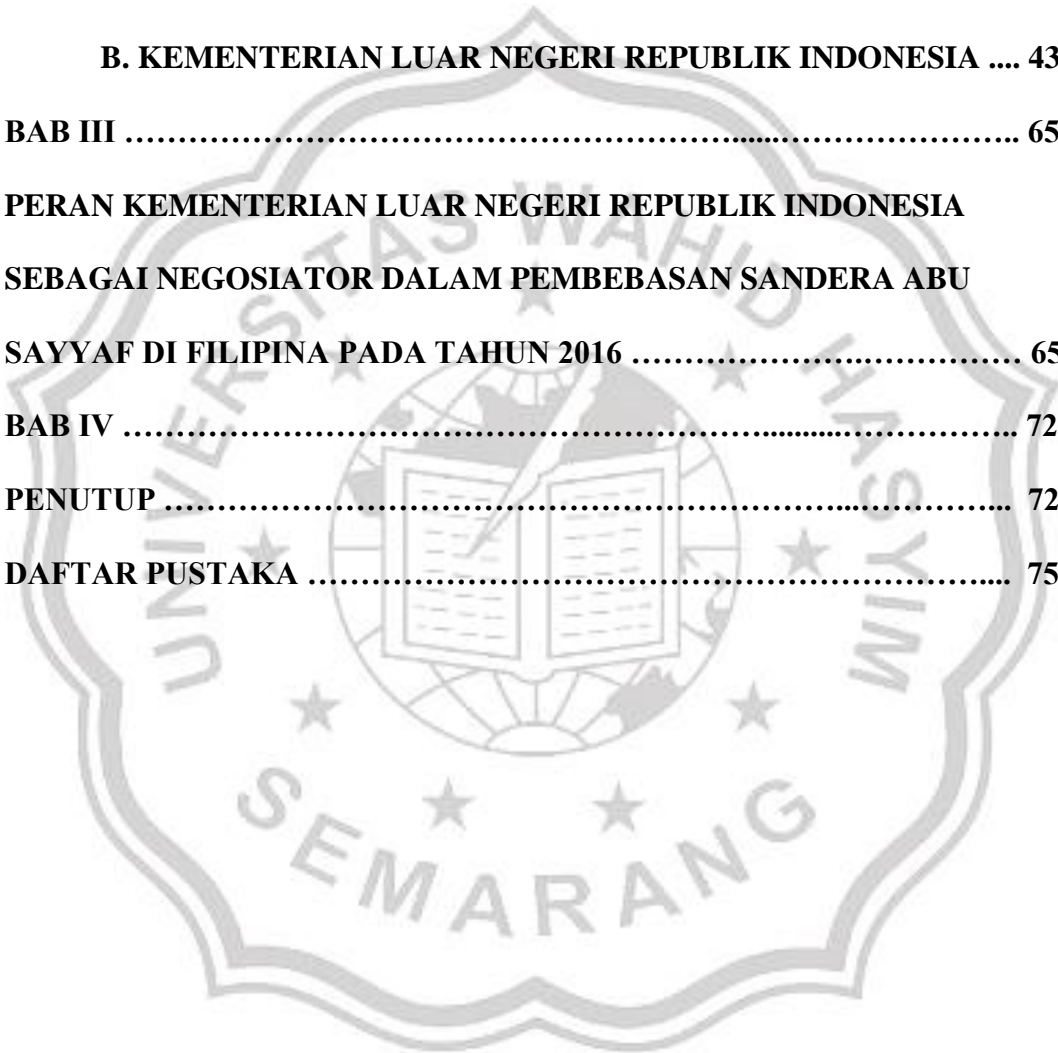 B. KEMENTERIAN LUAR NEGERI REPUBLIK INDONESIA .... 43
BAB III ………………………………………………......………………….. 65
PERAN KEMENTERIAN LUAR NEGERI REPUBLIK INDONESIA
SEBAGAI NEGOSIATOR DALAM PEMBEBASAN SANDERA ABU
SAYYAF DI FILIPINA PADA TAHUN 2016 ………………….…………… 65
BAB IV …………………………………………………..........…………….. 72
PENUTUP …………………………………………………...…………... 72
DAFTAR PUSTAKA ……………………………………………………….... 75
UNIVERSITAS WAHID HASYIM
SEMARANG